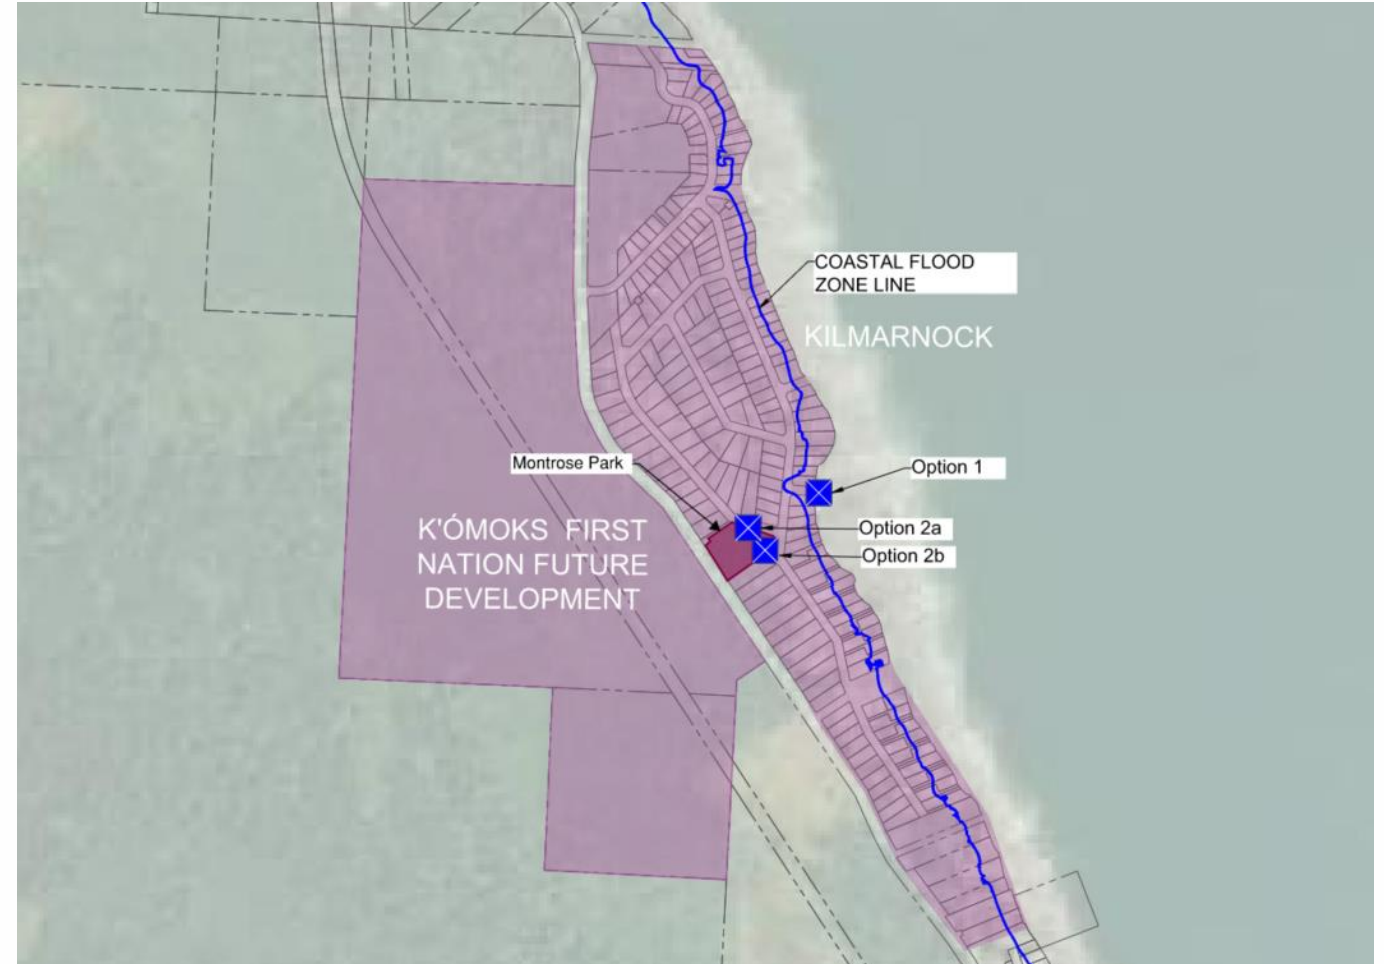 COASTAL FLOOD
ZONE LINE
KILMARNOCK
Montrose Park
Option 1
K'ÓMOKS FIRST
NATION FUTURE
DEVELOPMENT
Option 2a
Option 2b